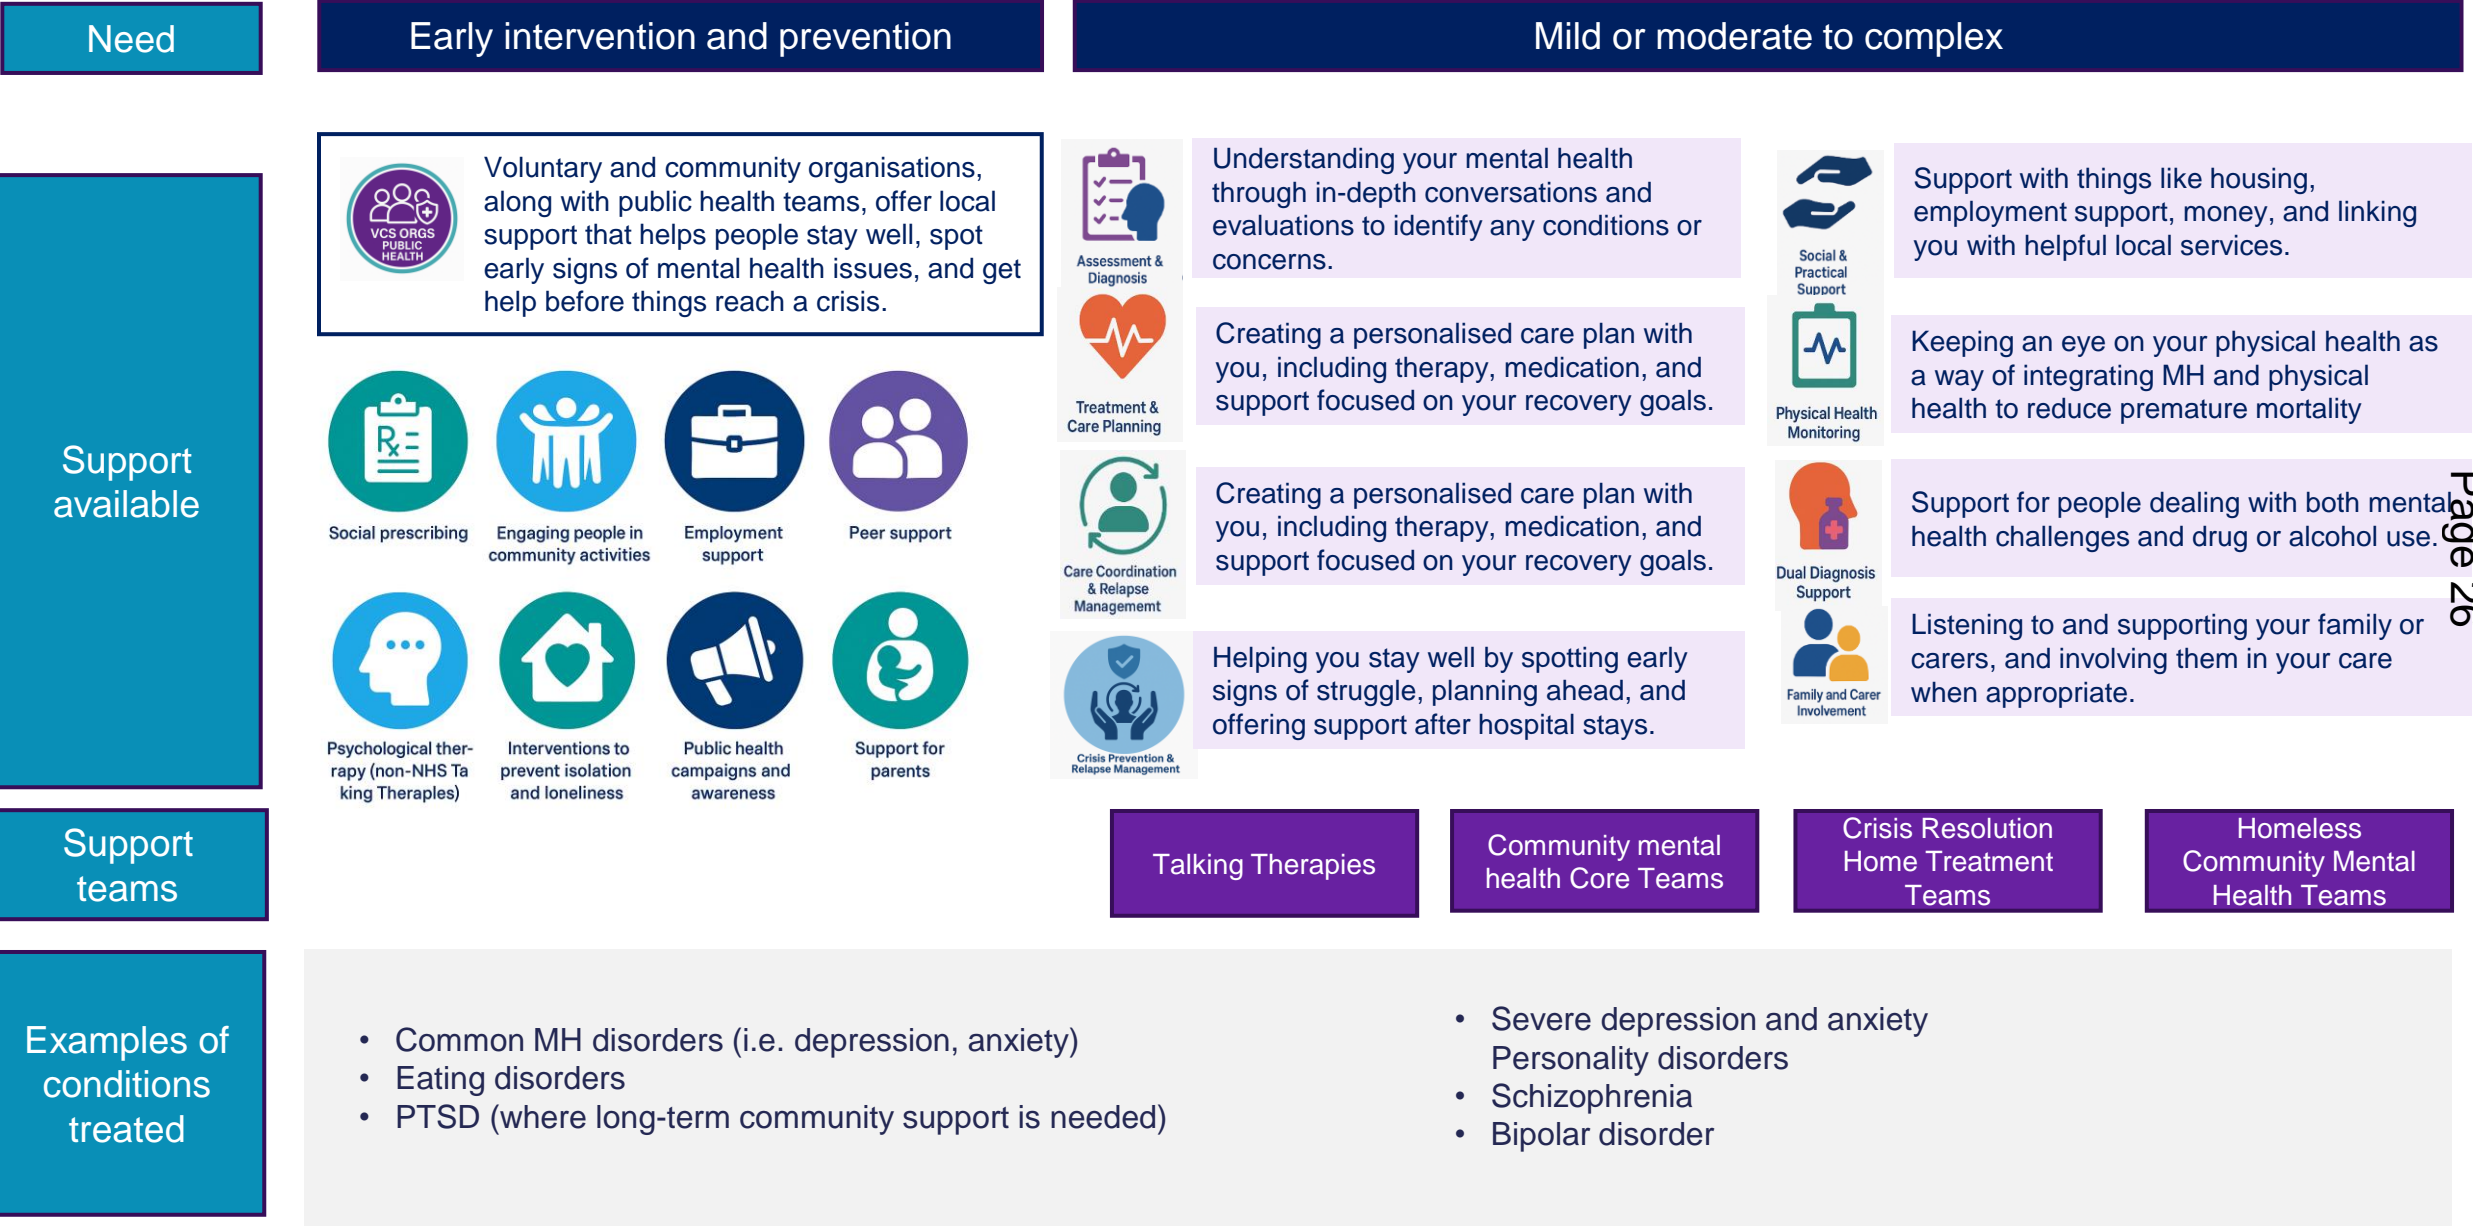 Need
Early intervention and prevention
Mild or moderate to complex
Support
available
VCS ORGS
PUBLIC
HEALTH
Voluntary and community organisations,
along with public health teams, offer local
support that helps people stay well, spot
early signs of mental health issues, and get
help before things reach a crisis.
Rx
Social prescribing
Engaging people in
community activities
Employment
support
Peer support
Psychological ther-
rapy (non-NHS Ta
king Theraples)
Interventions to
prevent isolation
and loneliness
Public health
campaigns and
awareness
Support for
parents
Assessment &
Diagnosis
Understanding your mental health
through in-depth conversations and
evaluations to identify any conditions or
concerns.
Treatment &
Care Planning
Creating a personalised care plan with
you, including therapy, medication, and
support focused on your recovery goals.
Care Coordination
& Relapse
Managememt
Creating a personalised care plan with
you, including therapy, medication, and
support focused on your recovery goals.
Crisis Prevention &
Relapse Management
Helping you stay well by spotting early
signs of struggle, planning ahead, and
offering support after hospital stays.
Social &
Practical
Support
Support with things like housing,
employment support, money, and linking
you with helpful local services.
Physical Health
Monitoring
Keeping an eye on your physical health as
a way of integrating MH and physical
health to reduce premature mortality
Dual Diagnosis
Support
Support for people dealing with both mental
health challenges and drug or alcohol use.
Family and Carer
Involvement
Listening to and supporting your family or
carers, and involving them in your care
when appropriate.
Page 26
Support
teams
Talking Therapies
Community mental
health Core Teams
Crisis Resolution
Home Treatment
Teams
Homeless
Community Mental
Health Teams
Examples of
conditions
treated
• Common MH disorders (i.e. depression, anxiety)
• Eating disorders
• PTSD (where long-term community support is needed)
• Severe depression and anxiety
Personality disorders
• Schizophrenia
• Bipolar disorder